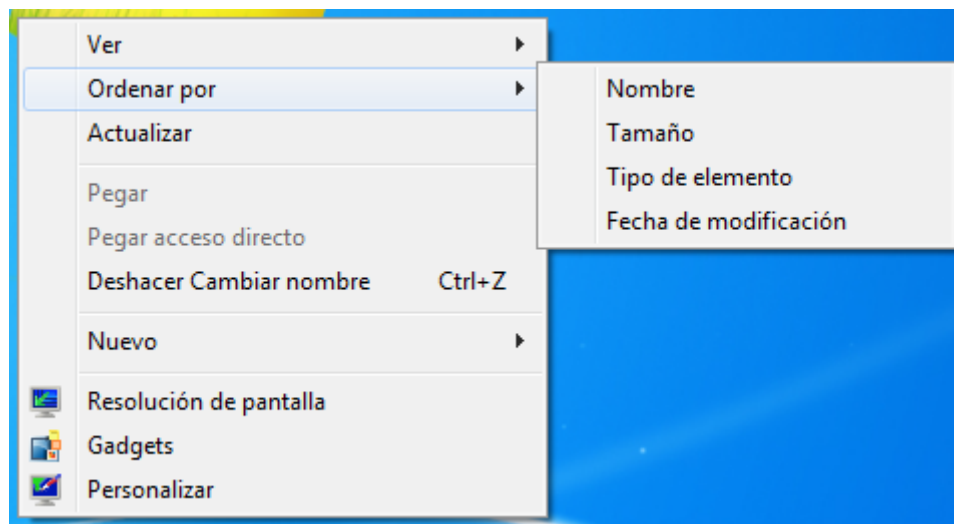 Ver
Ordenar por
Actualizar
Pegar
Pegar acceso directo
Deshacer Cambiar nombre Ctrl+Z
Nuevo
Resolución de pantalla
Gadgets
Personalizar
Nombre
Tamaño
Tipo de elemento
Fecha de modificación